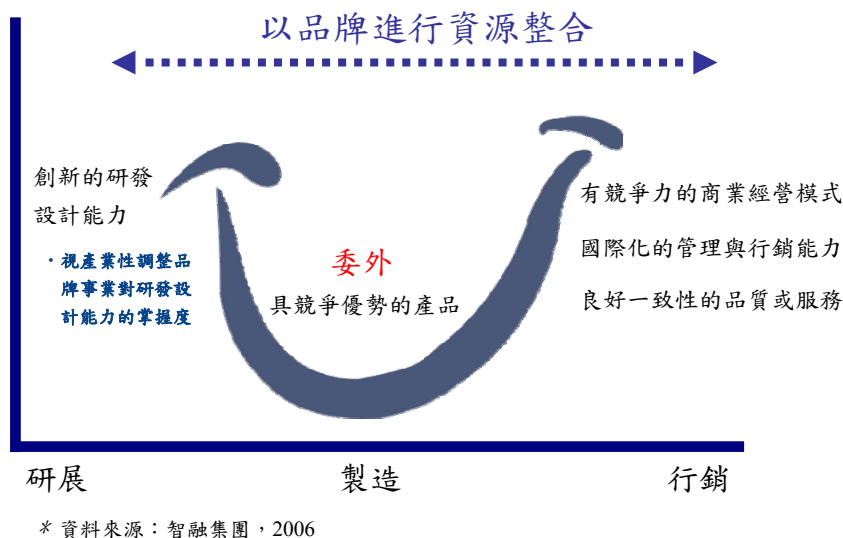 以品牌進行資源整合
創新的研發
設計能力
・視產業性調整品
牌事業對研發設
計能力的掌握度
委外
具競爭優勢的產品
有競爭力的商業經營模式
國際化的管理與行銷能力
良好一致性的品質或服務
研展
製造
行銷
* 資料來源：智融集團，2006